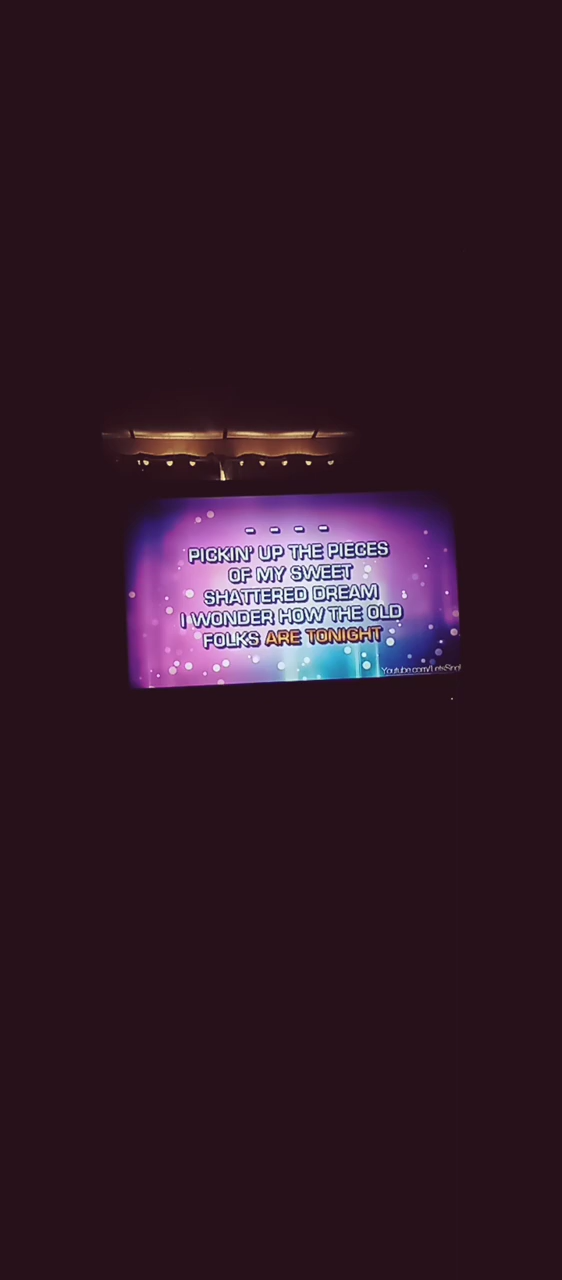 - - - -
PICKIN' UP THE PIECES
OF MY SWEET
SHATTERED DREAM
I WONDER HOW THE OLD
FOLKS ARE TONIGHT